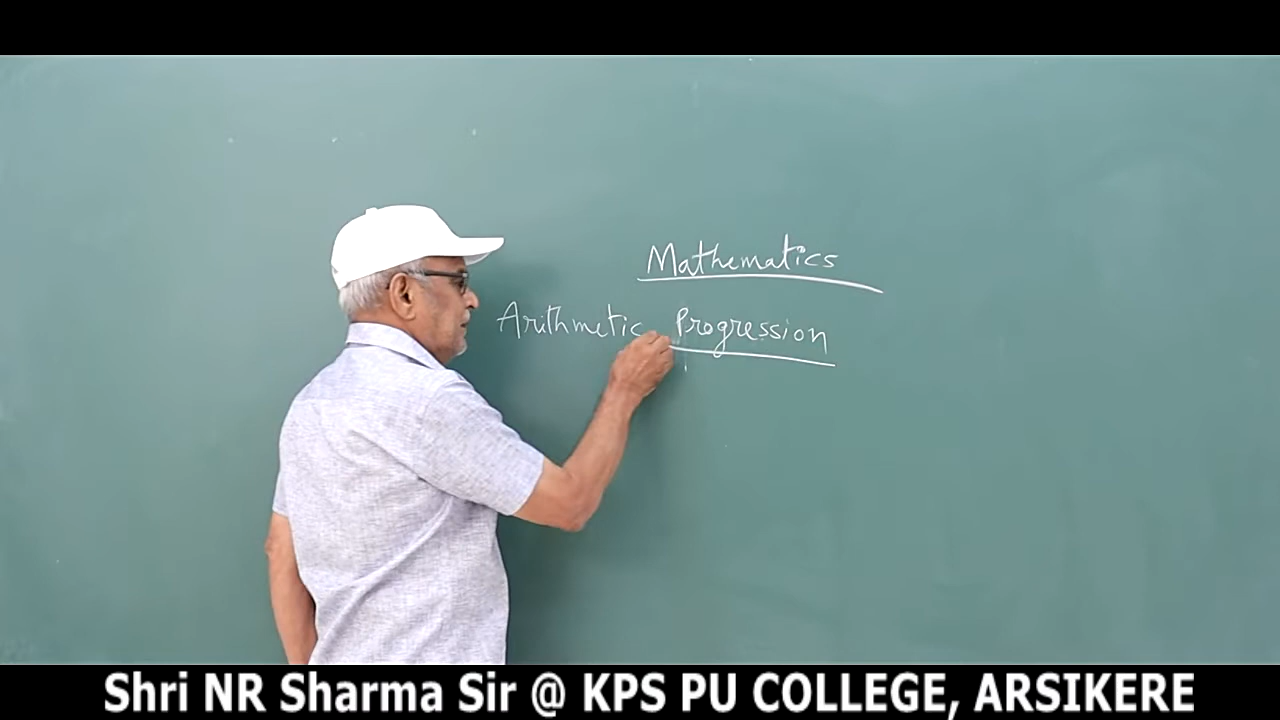 Mathematics
Arithmetic Progression
Shri NR Sharma Sir @ KPS PU COLLEGE, ARSIKERE